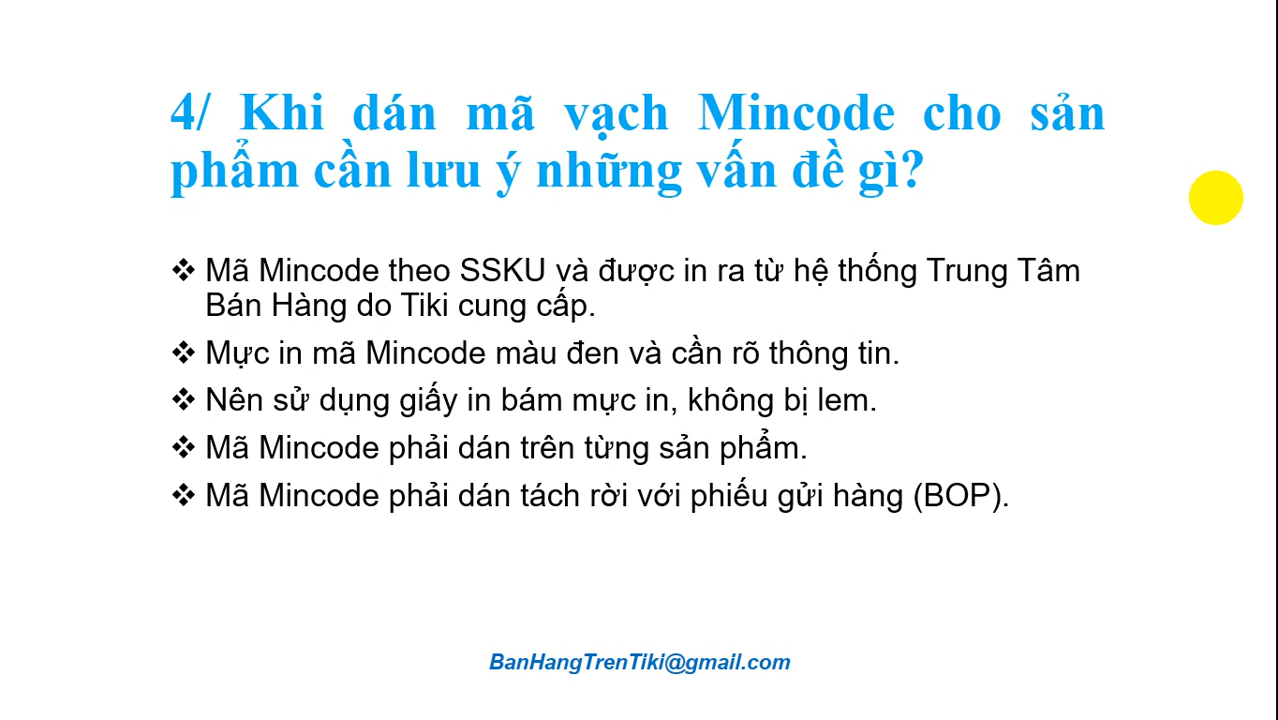 4/ Khi dán mã vạch Mincode cho sản
phẩm cần lưu ý những vấn đề gì?
❖ Mã Mincode theo SSKU và được in ra từ hệ thống Trung Tâm
Bán Hàng do Tiki cung cấp.
❖ Mực in mã Mincode màu đen và cần rõ thông tin.
❖ Nên sử dụng giấy in bám mực in, không bị lem.
❖ Mã Mincode phải dán trên từng sản phẩm.
❖ Mã Mincode phải dán tách rời với phiếu gửi hàng (BOP).
BanHangTrenTiki@gmail.com